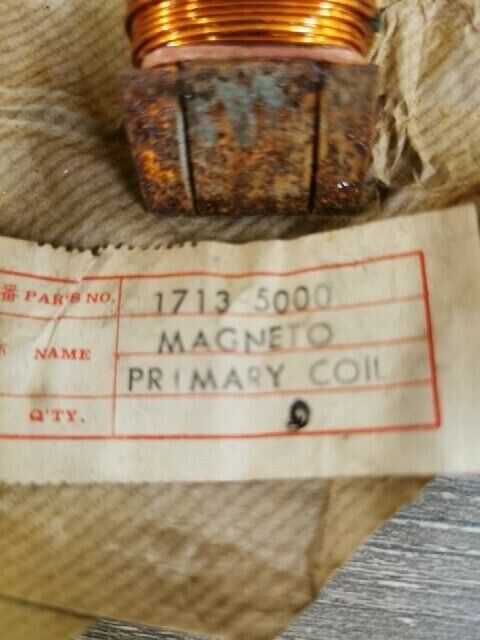 番 PARTS NO. 1713-5000
NAME MAGNETO
PRIMARY COIL
Q'TY.